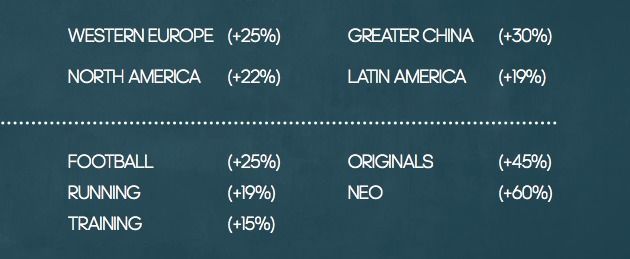 WESTERN EUROPE (+25%) GREATER CHINA (+30%)
NORTH AMERICA (+22%) LATIN AMERICA (+19%)
FOOTBALL (+25%) ORIGINALS (+45%)
RUNNING (+19%) NEO (+60%)
TRAINING (+15%)